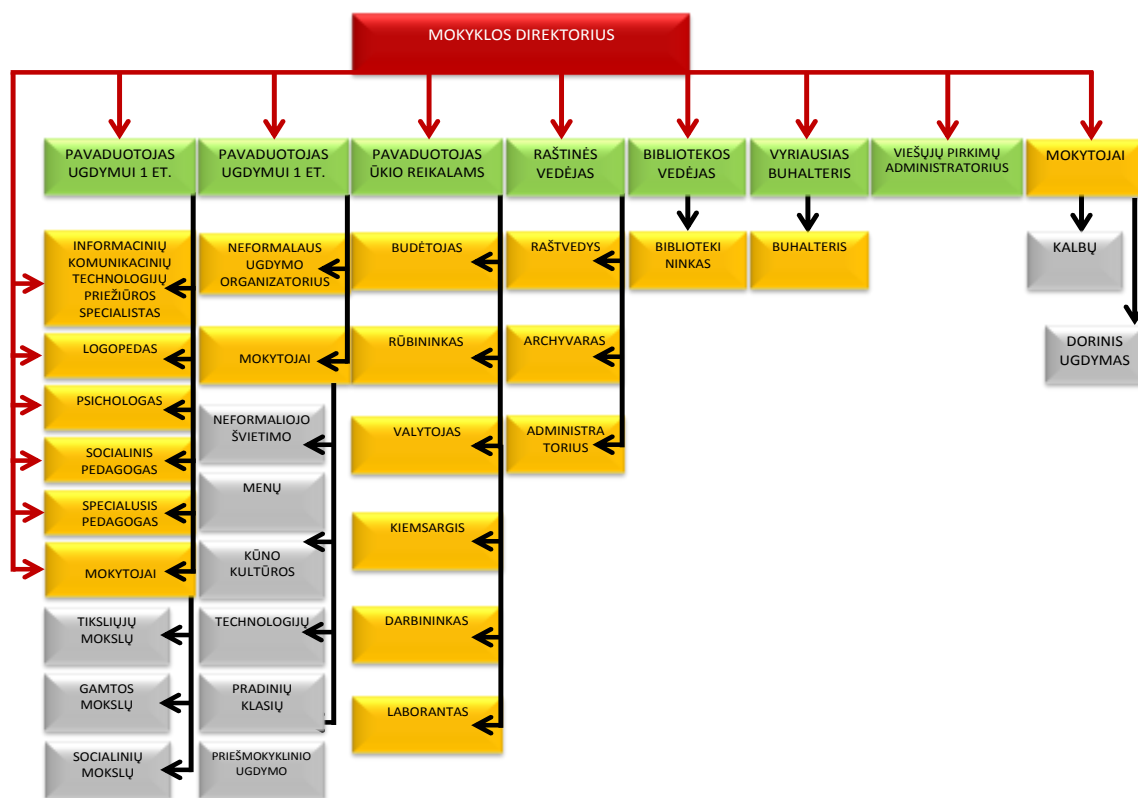 MOKYKLOS DIREKTORIUS
PAVADUOTOJAS
UGDYMUI 1 ET.
PAVADUOTOJAS
UGDYMUI 1 ET.
PAVADUOTOJAS
ŪKIO REIKALAMS
RAŠTINĖS
VEDĖJAS
BIBLIOTEKOS
VEDĖJAS
VYRIAUSIAS
BUHALTERIS
VIEŠŲJŲ PIRKIMŲ
ADMINISTRATORIUS
MOKYTOJAI
INFORMACINIŲ
KOMUNIKACINIŲ
TECHNOLOGIJŲ
PRIEŽIŪROS
SPECIALISTAS
LOGOPEDAS
PSICHOLOGAS
SOCIALINIS
PEDAGOGAS
SPECIALUSIS
PEDAGOGAS
MOKYTOJAI
TIKSLIŲJŲ
MOKSLŲ
GAMTOS
MOKSLŲ
SOCIALINIŲ
MOKSLŲ
NEFORMALAUS
UGDYMO
ORGANIZATORIUS
MOKYTOJAI
NEFORMALIOJO
ŠVIETIMO
MENŲ
KŪNO
KULTŪROS
TECHNOLOGIJŲ
PRADINIŲ
KLASIŲ
PRIEŠMOKYKLINIO
UGDYMO
BUDĖTOJAS
RŪBININKAS
VALYTOJAS
KIEMSARGIS
DARBININKAS
LABORANTAS
RAŠTVEDYS
ARCHYVARAS
ADMINISTRA
TORIUS
BIBLIOTEKI
NINKAS
BUHALTERIS
KALBŲ
DORINIS
UGDYMAS